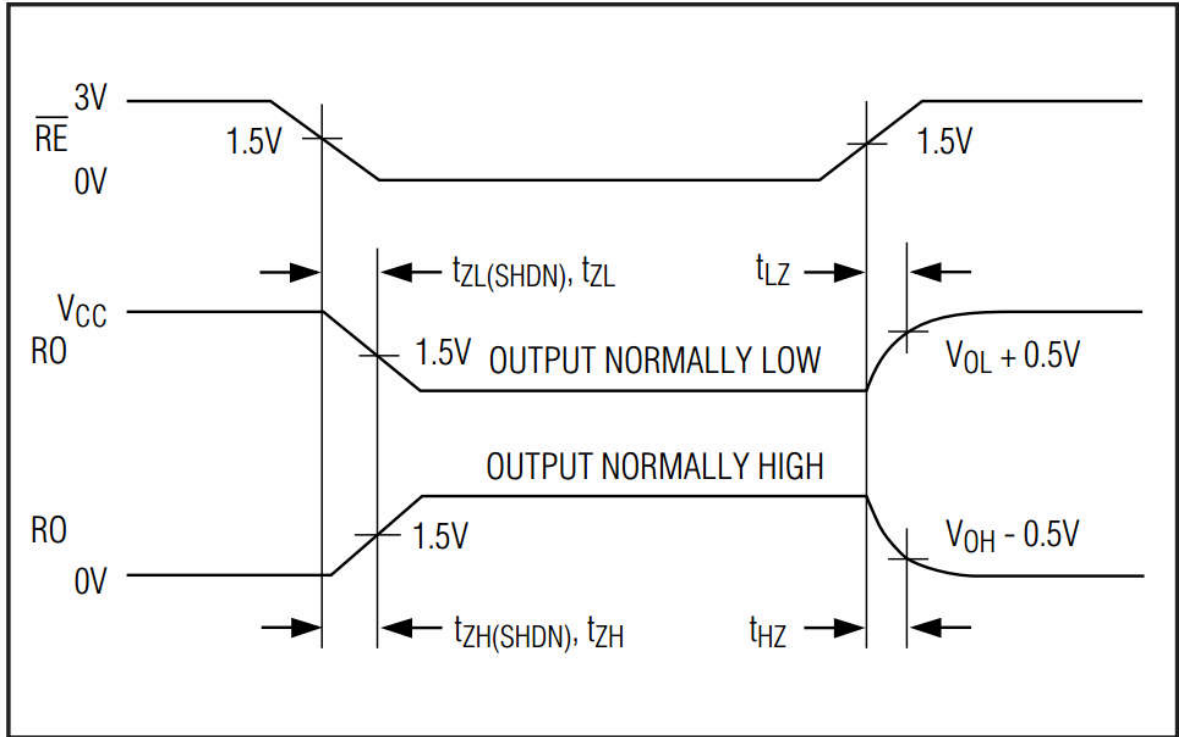 3V
RE
1.5V
1.5V
0V
tZL(SHDN), tZL
tLZ
VCC
RO
1.5V
OUTPUT NORMALLY LOW
VOL + 0.5V
OUTPUT NORMALLY HIGH
RO
1.5V
VOH - 0.5V
0V
tZH(SHDN), tZH
tHZ